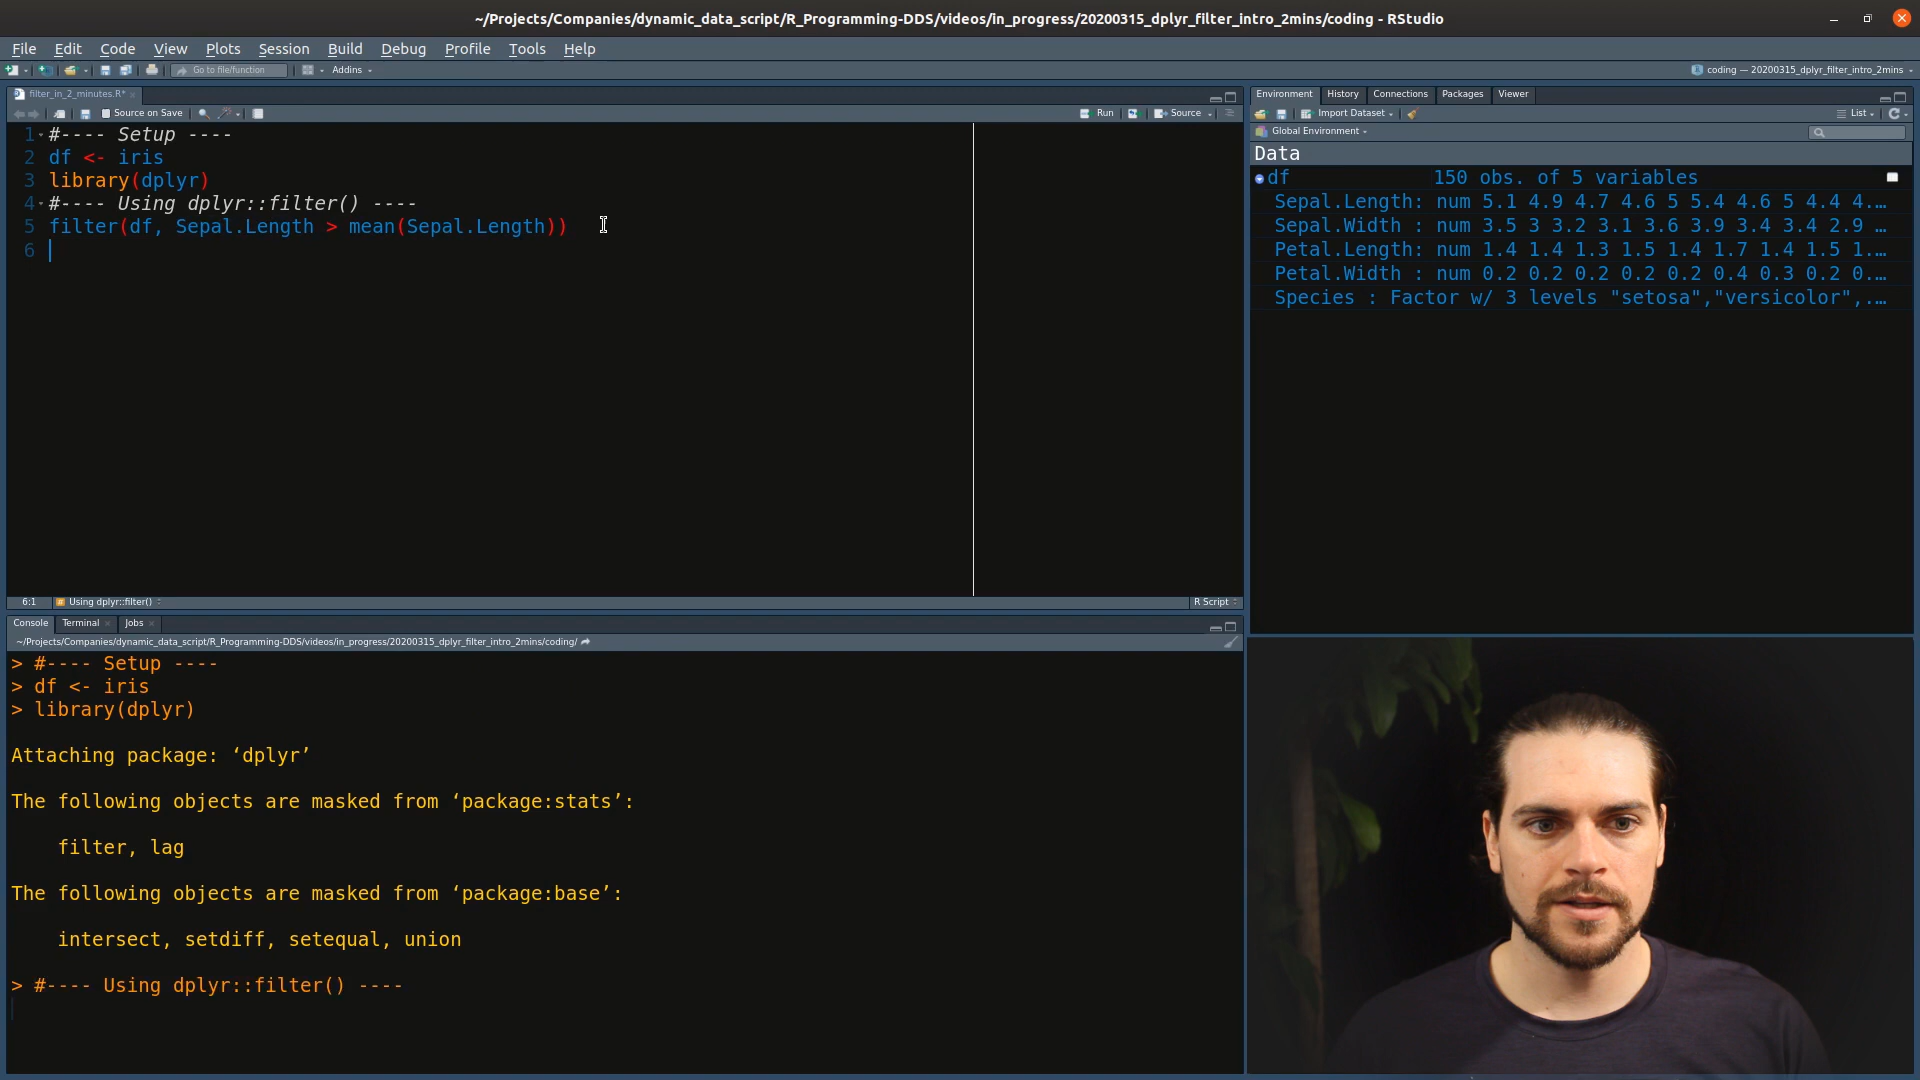 ~/Projects/Companies/dynamic_data_script/R_Programming-DDS/videos/in_progress/20200315_dplyr_filter_intro_2mins/coding - RStudio
File Edit Code View Plots Session Build Debug Profile Tools Help
Go to file/function Addins
coding — 20200315_dplyr_filter_intro_2mins
filter_in_2_minutes.R*
Source on Save Run Source
1 #---- Setup ----
2 df <- iris
3 library(dplyr)
4 #---- Using dplyr::filter() ----
5 filter(df, Sepal.Length > mean(Sepal.Length))
6
6:1 Using dplyr::filter() R Script
Console Terminal Jobs
~/Projects/Companies/dynamic_data_script/R_Programming-DDS/videos/in_progress/20200315_dplyr_filter_intro_2mins/coding/
> #---- Setup ----
> df <- iris
> library(dplyr)
Attaching package: ‘dplyr’
The following objects are masked from ‘package:stats’:
filter, lag
The following objects are masked from ‘package:base’:
intersect, setdiff, setequal, union
> #---- Using dplyr::filter() ----
Environment History Connections Packages Viewer
Import Dataset List
Global Environment
Data
df 150 obs. of 5 variables
Sepal.Length: num 5.1 4.9 4.7 4.6 5 5.4 4.6 5 4.4 4.…
Sepal.Width : num 3.5 3 3.2 3.1 3.6 3.9 3.4 3.4 2.9 …
Petal.Length: num 1.4 1.4 1.3 1.5 1.4 1.7 1.4 1.5 1.…
Petal.Width : num 0.2 0.2 0.2 0.2 0.2 0.4 0.3 0.2 0.…
Species : Factor w/ 3 levels "setosa","versicolor",.…